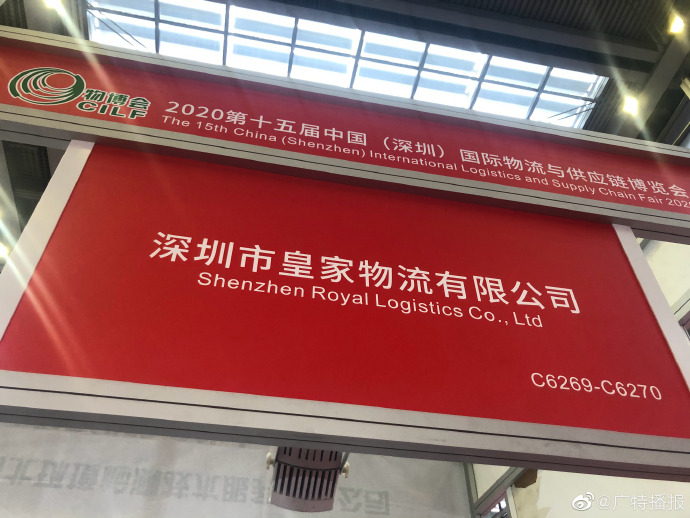 物博会
CILF
2020第十五届中国（深圳）国际物流与供应链博览会
The 15th China (Shenzhen) International Logistics and Supply Chain Fair 202
深圳市皇家物流有限公司
Shenzhen Royal Logistics Co., Ltd
C6269-C6270
@广特播报